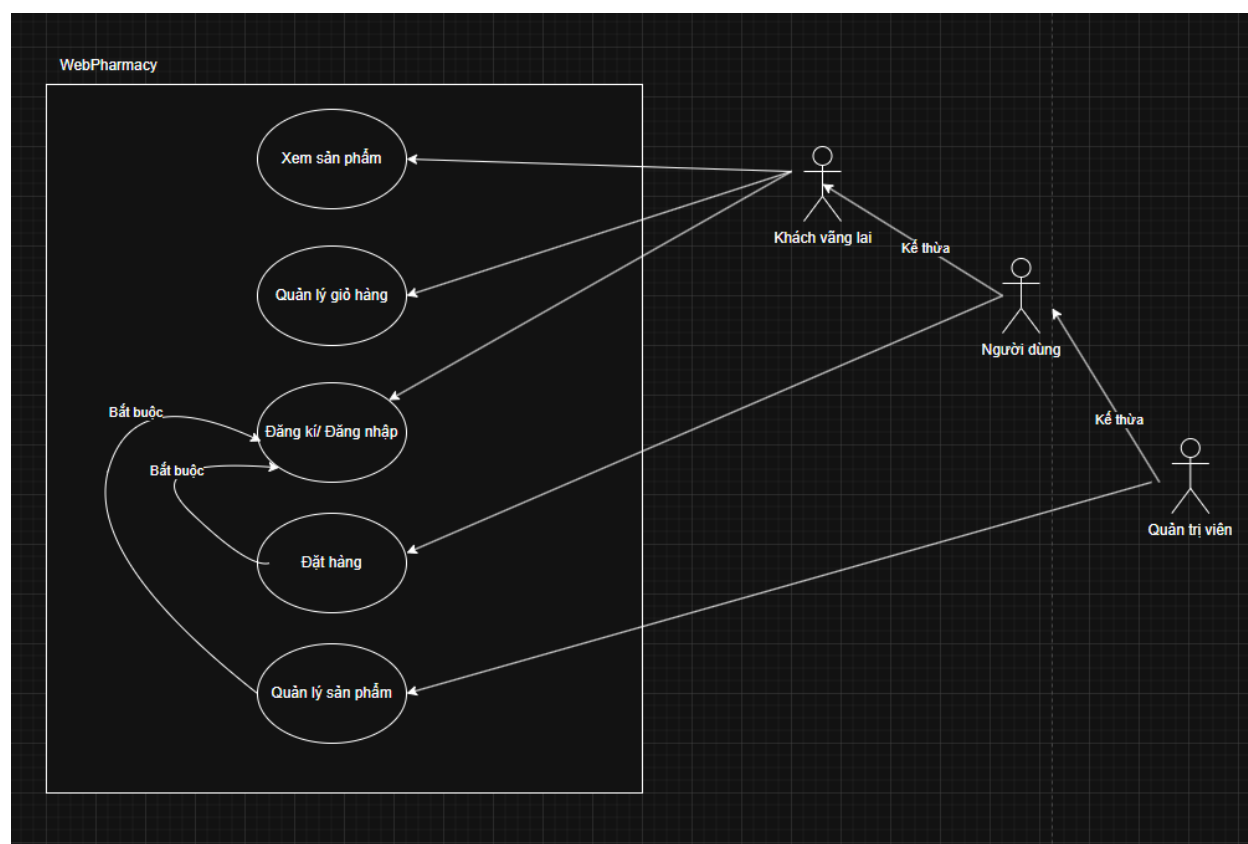 WebPharmacy
Xem sản phẩm
Khách vãng lai
Kế thừa
Quản lý giỏ hàng
Người dùng
Bắt buộc
Đăng kí/ Đăng nhập
Kế thừa
Bắt buộc
Quản trị viên
Đặt hàng
Quản lý sản phẩm